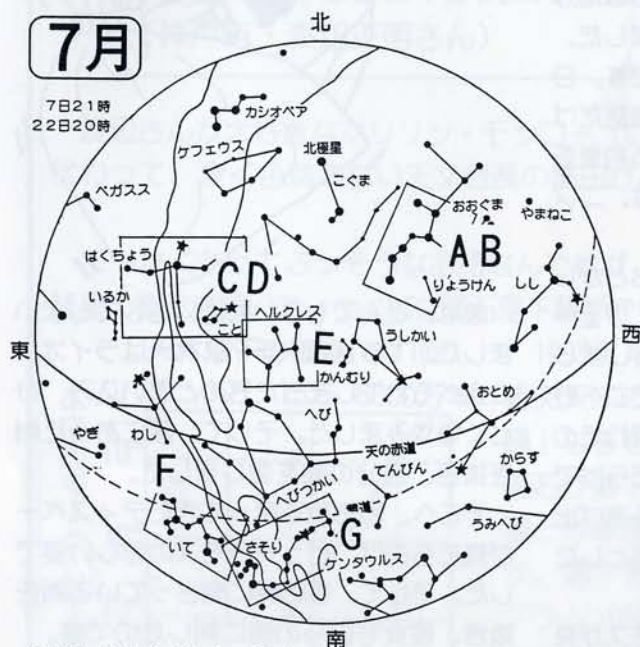 7月
7日21時
22日20時
北
カシオペア
ケフェウス
北極星
こぐま
ペガスス
おおぐま
やまねこ
はくちょう
CD
AB
りょうけん
しし
いるか
こと
ヘルクレス
うしかい
E
かんむり
東
西
おとめ
へび
わし
やぎ
天の赤道
てんびん
からす
F
へびつかい
黄道
G
うみへび
いて
さそり
ケンタウルス
南